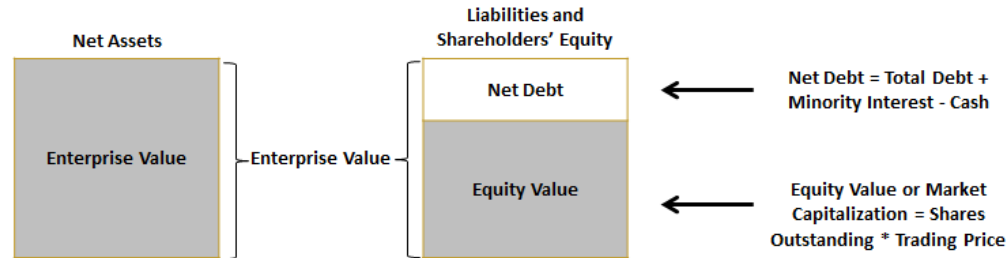 Net Assets
Liabilities and
Shareholders' Equity
Enterprise Value
Enterprise Value
Net Debt
Equity Value
Net Debt = Total Debt +
Minority Interest - Cash
Equity Value or Market
Capitalization = Shares
Outstanding * Trading Price